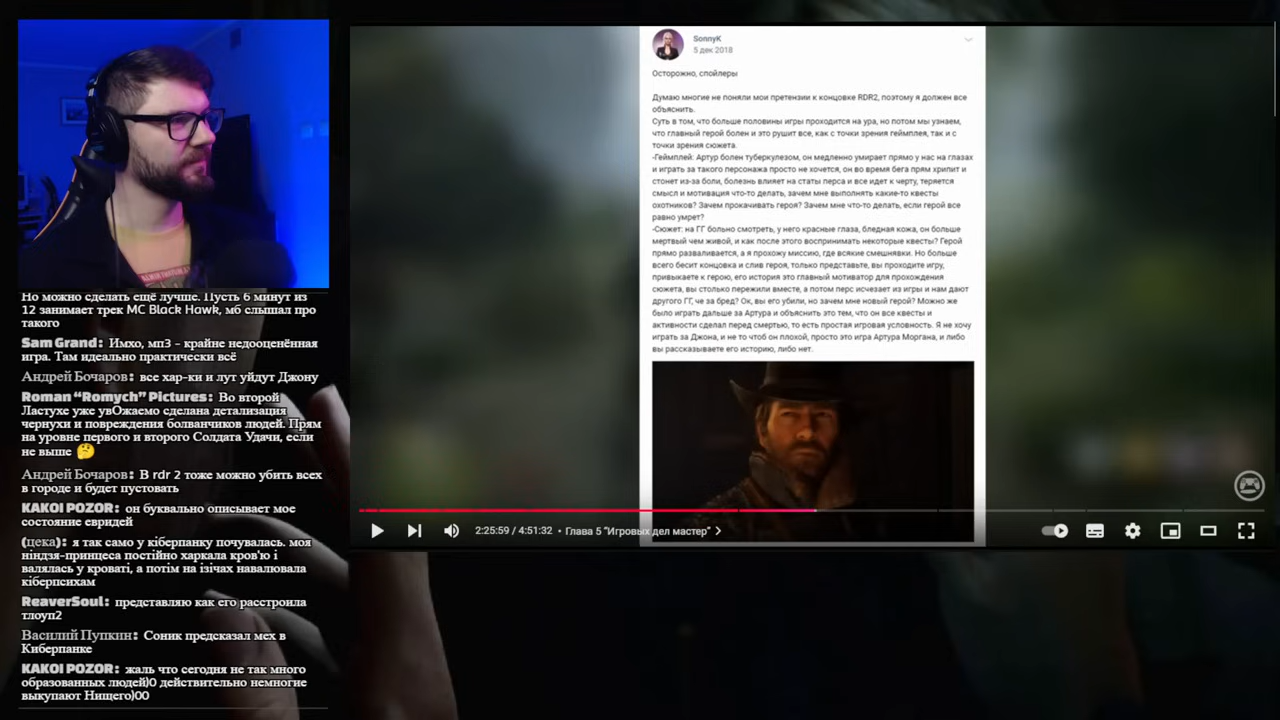 Но можно сделать ещё лучше. Пусть 6 минут из
12 занимает трек MC Black Hawk, мб слышал про
такого
Sam Grand: Имхо, мп3 - крайне недооценённая
игра. Там идеально практически всё
Андрей Бочаров: все хар-ки и лут уйдут Джону
Roman "Romych" Pictures: Во второй
Ластухе уже увОжаемо сделана детализация
чернухи и повреждения болванчиков людей. Прям
на уровне первого и второго Солдата Удачи, если
не выше 🤔
Андрей Бочаров: В rdr 2 тоже можно убить всех
в городе и будет пустовать
KAKOI POZOR: он буквально описывает мое
состояние евридей
(цека): я так само у кіберпанку почувалась. моя
ніндзя-принцеса постійно харкала кров'ю і
валялась у кроваті, а потім на ізічах навалювала
кіберпсихам
ReaverSoul: представляю как его расстроила
тлоуп2
Василий Пупкин: Соник предсказал мех в
Киберпанке
KAKOI POZOR: жаль что сегодня не так много
образованных людей)0 действительно немногие
выкупают Нищего)00
SonnyK
5 дек 2018
Осторожно, спойлеры
Думаю многие не поняли мои претензии к концовке RDR2, поэтому я должен все
объяснить.
Суть в том, что больше половины игры проходится на ура, но потом мы узнаем,
что главный герой болен и это рушит все, как с точки зрения геймплея, так и с
точки зрения сюжета.
-Геймплей: Артур болен туберкулезом, он медленно умирает прямо у нас на глазах
и играть за такого персонажа просто не хочется, он во время бега прям хрипит и
стонет из-за боли, болезнь влияет на статы перса и все идет к черту, теряется
смысл и мотивация что-то делать, зачем мне выполнять какие-то квесты
охотников? Зачем прокачивать героя? Зачем мне что-то делать, если герой все
равно умрет?
-Сюжет: на ГГ больно смотреть, у него красные глаза, бледная кожа, он больше
мертвый чем живой, и как после этого воспринимать некоторые квесты? Герой
прямо разваливается, а я прохожу миссию, где всякие смешнявки. Но больше
всего бесит концовка и слив героя, только представьте, вы проходите игру,
привыкаете к герою, его история это главный мотиватор для прохождения
сюжета, вы столько пережили вместе, а потом перс исчезает из игры и нам дают
другого ГГ, че за бред? Ок, вы его убили, но зачем мне новый герой? Можно же
было играть дальше за Артура и объяснить это тем, что он все квесты и
активности сделал перед смертью, то есть простая игровая условность. Я не хочу
играть за Джона, и не то чтоб он плохой, просто это игра Артура Моргана, и либо
вы рассказываете его историю, либо нет.
2:25:59 / 4:51:32 • Глава 5 "Игровых дел мастер"